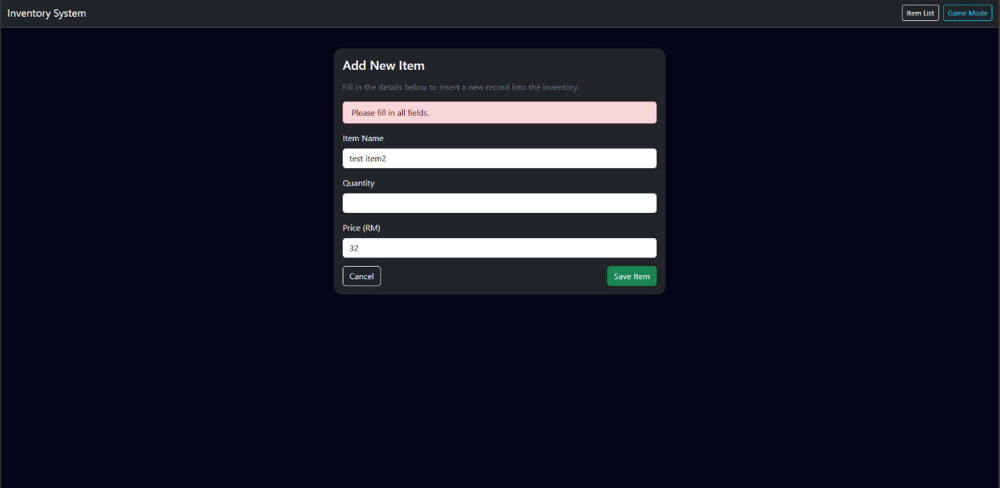 Inventory System
Item List
Game Mode
Add New Item
Fill in the details below to insert a new record into the inventory.
Please fill in all fields.
Item Name
test item2
Quantity
Price (RM)
32
Cancel
Save Item